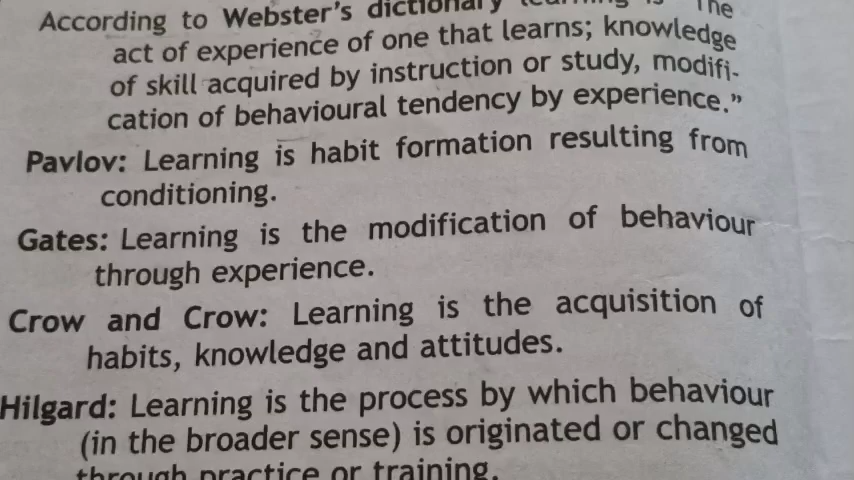 According to Webster's dictionary learning is "The
act of experience of one that learns; knowledge
of skill acquired by instruction or study, modifi-
cation of behavioural tendency by experience."
Pavlov: Learning is habit formation resulting from
conditioning.
Gates: Learning is the modification of behaviour
through experience.
Crow and Crow: Learning is the acquisition of
habits, knowledge and attitudes.
Hilgard: Learning is the process by which behaviour
(in the broader sense) is originated or changed
through practice or training.